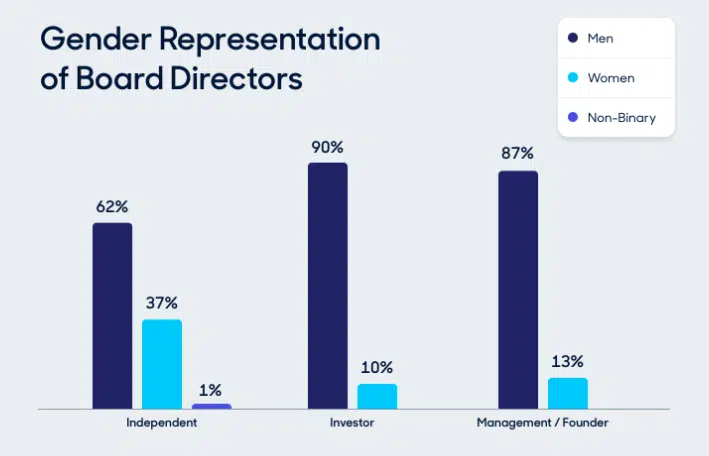 Gender Representation
of Board Directors
Men
Women
Non-Binary
62%
37%
1%
90%
10%
87%
13%
Independent
Investor
Management / Founder